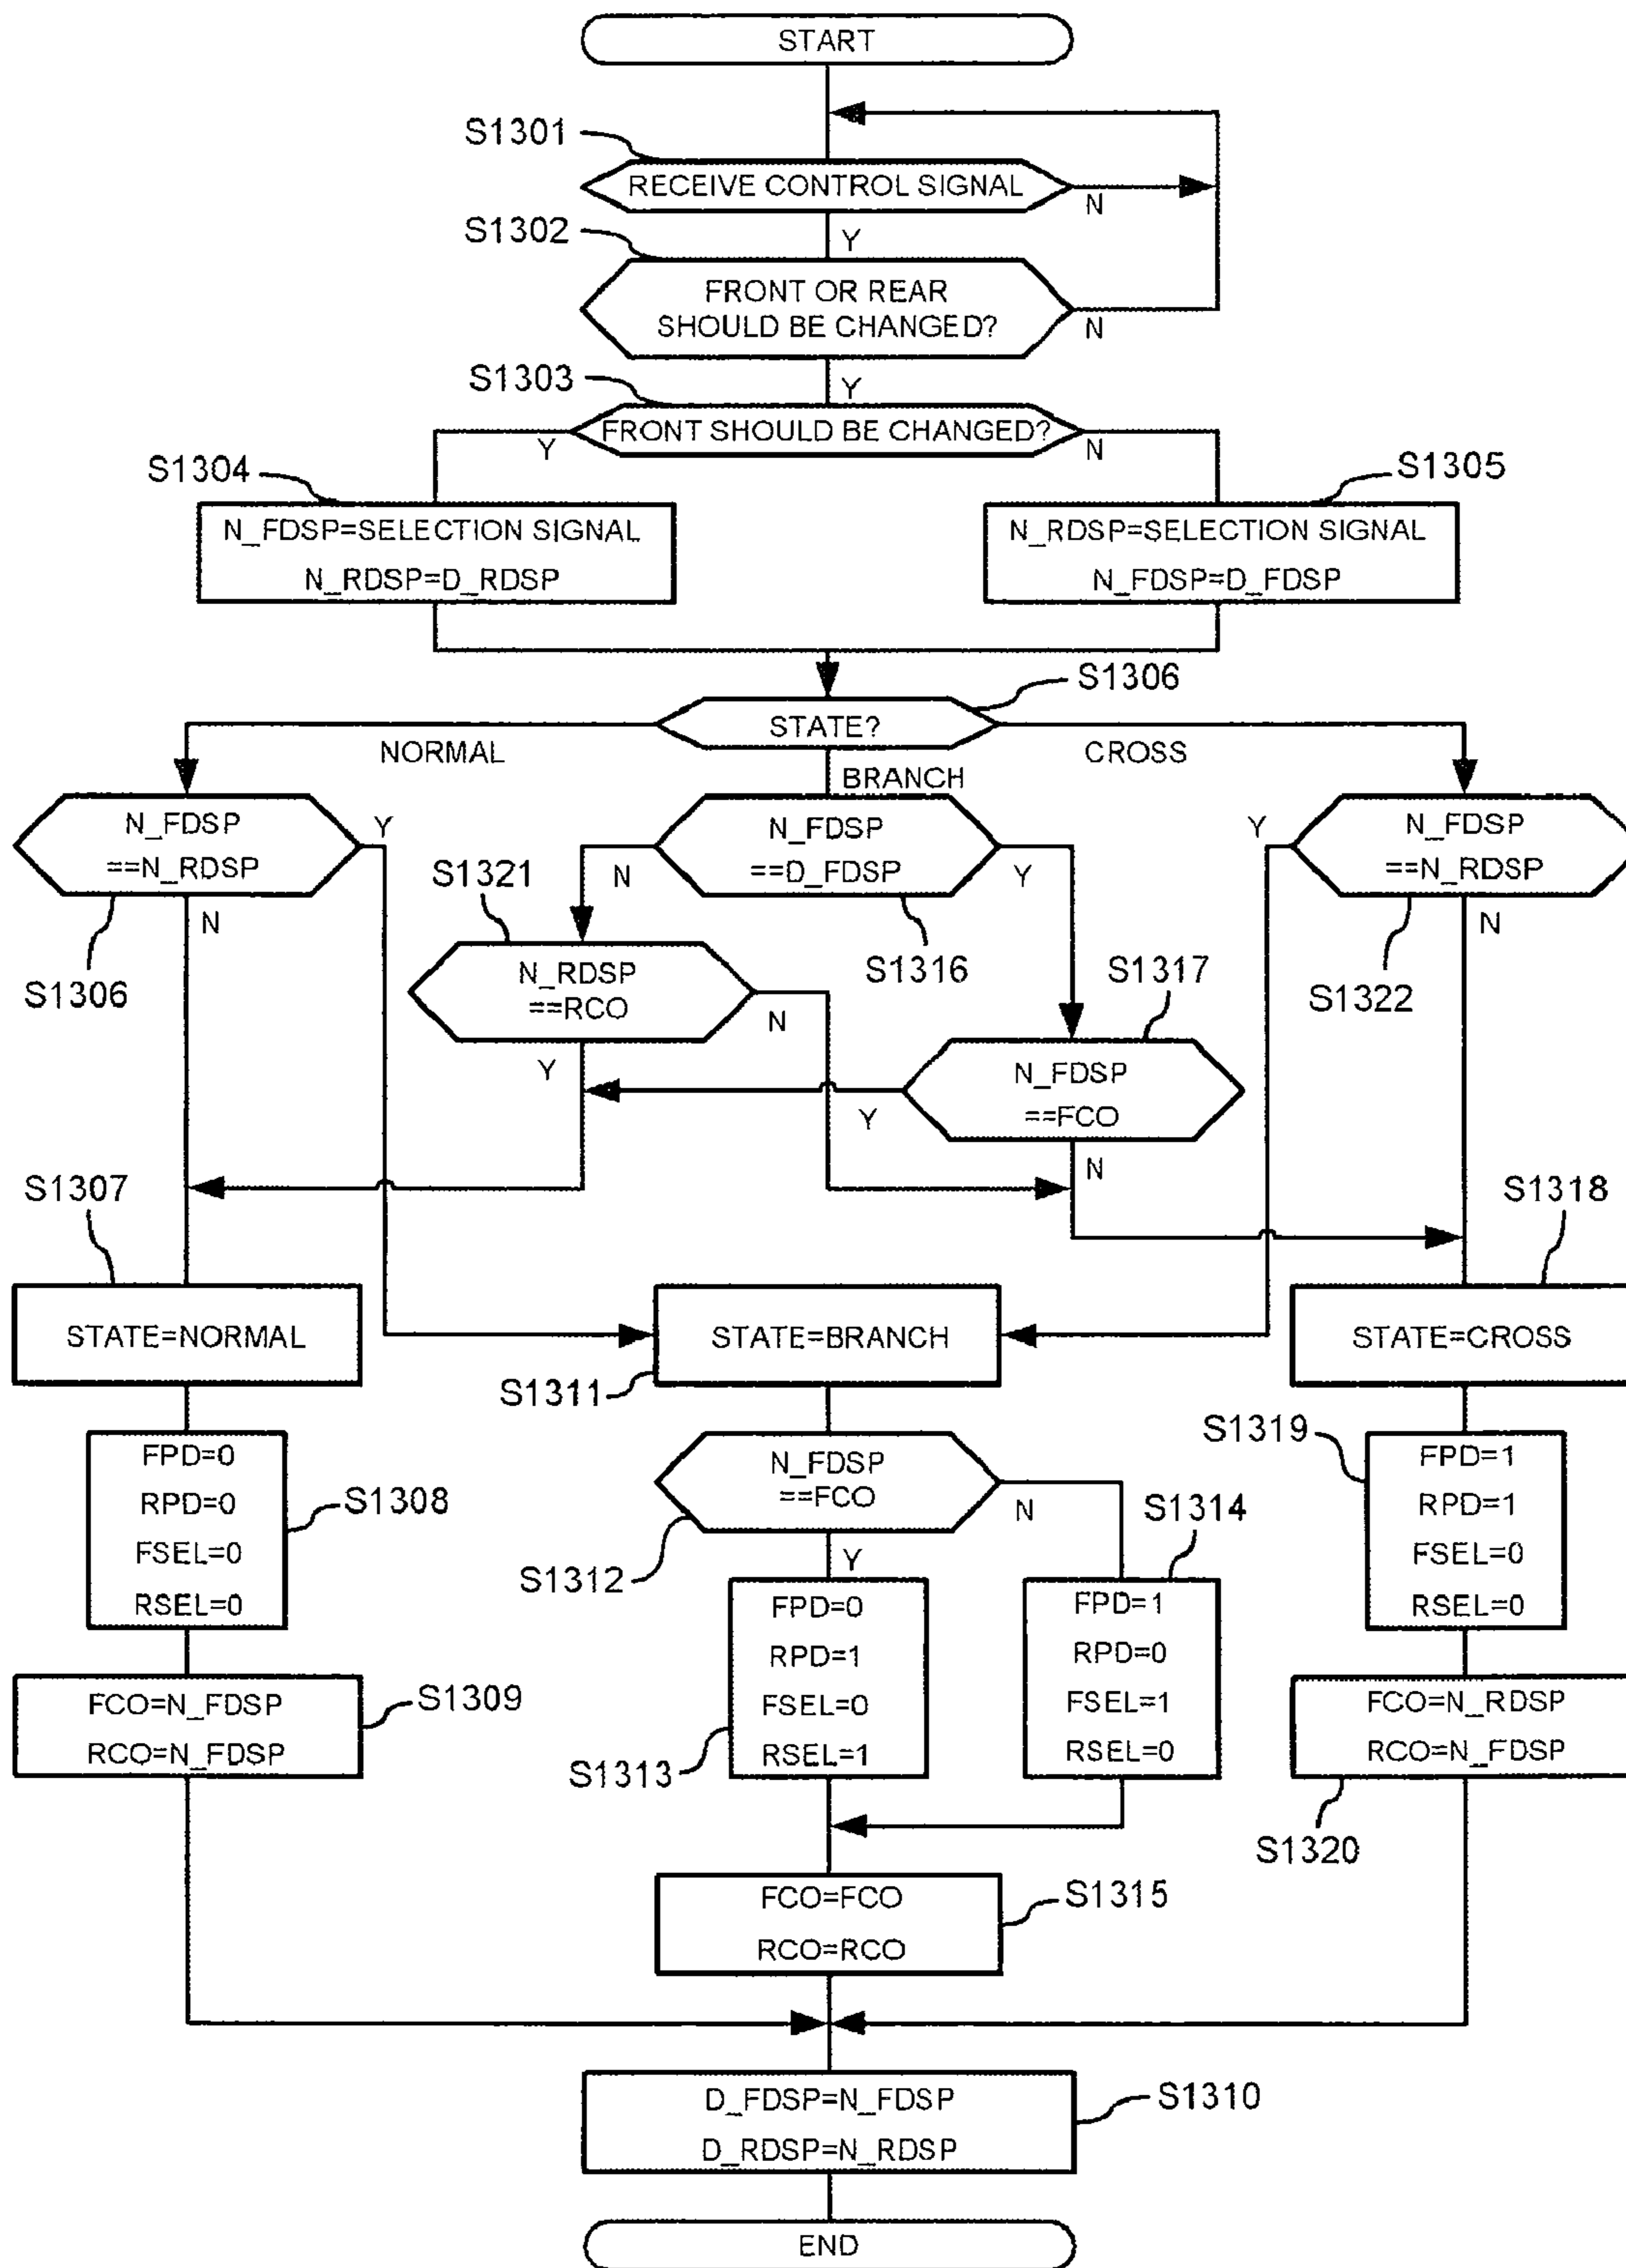 START
S1301
RECEIVE CONTROL SIGNAL
N
S1302
Y
FRONT OR REAR
SHOULD BE CHANGED?
N
S1303
Y
FRONT SHOULD BE CHANGED?
Y
N
S1304
S1305
N_FDSP=SELECTION SIGNAL
N_RDSP=D_RDSP
N_RDSP=SELECTION SIGNAL
N_FDSP=D_FDSP
S1306
STATE?
NORMAL
BRANCH
CROSS
N_FDSP
==N_RDSP
Y
N
S1306
N_FDSP
==D_FDSP
N
Y
S1316
N_FDSP
==N_RDSP
Y
N
S1322
S1321
N_RDSP
==RCO
N
Y
S1317
N_FDSP
==FCO
Y
N
S1307
S1318
STATE=NORMAL
STATE=BRANCH
STATE=CROSS
S1311
FPD=0
RPD=0
FSEL=0
RSEL=0
S1308
N_FDSP
==FCO
N
Y
S1312
S1314
S1319
FPD=1
RPD=1
FSEL=0
RSEL=0
FPD=0
RPD=1
FSEL=0
RSEL=1
S1313
FPD=1
RPD=0
FSEL=1
RSEL=0
FCO=N_FDSP
RCO=N_FDSP
S1309
FCO=N_RDSP
RCO=N_FDSP
S1320
FCO=FCO
RCO=RCO
S1315
D_FDSP=N_FDSP
D_RDSP=N_RDSP
S1310
END